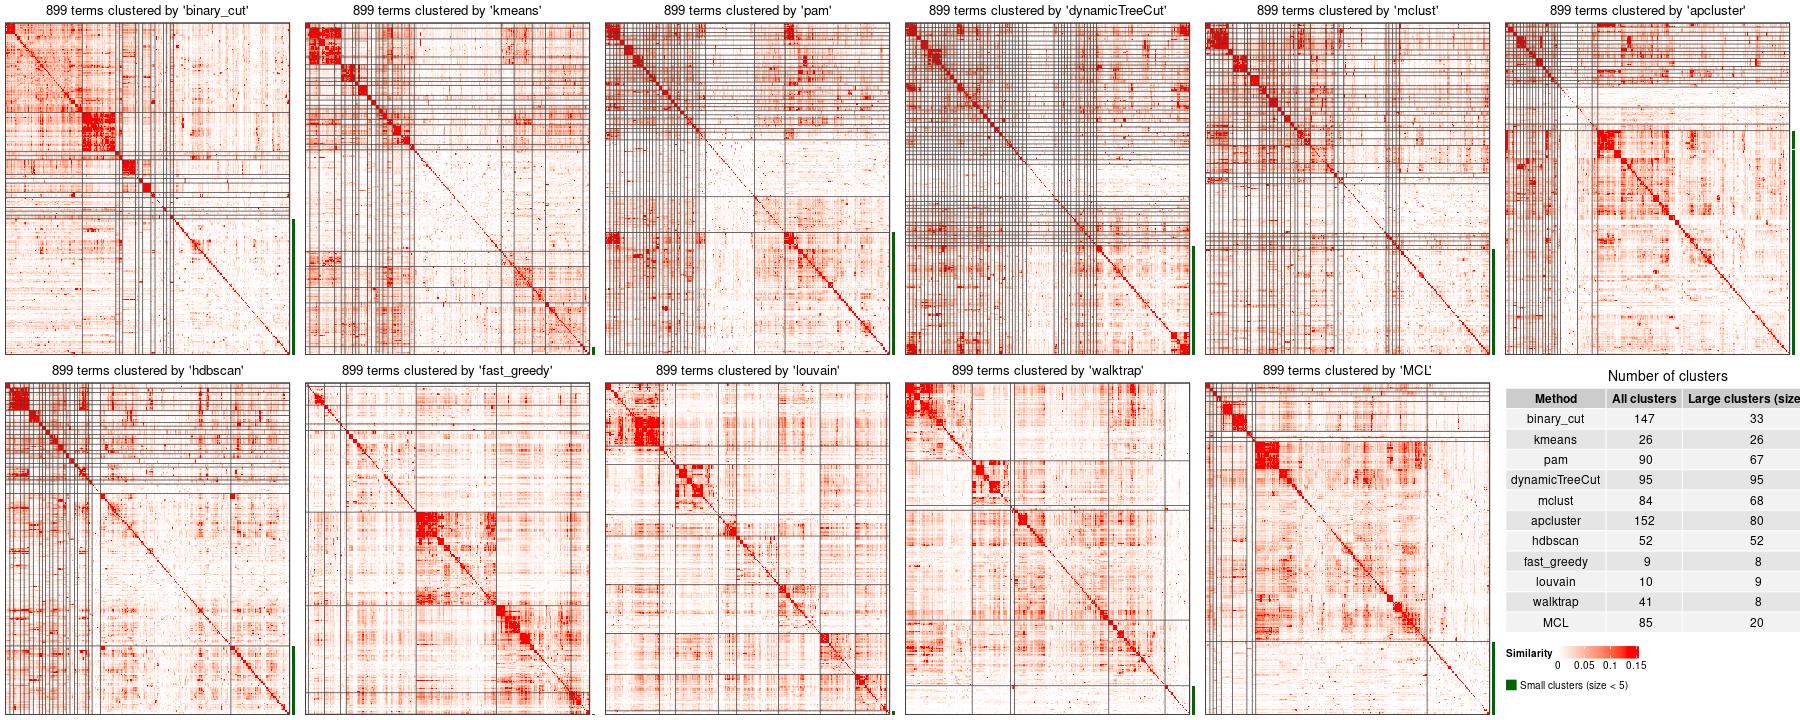 899 terms clustered by 'binary_cut'
899 terms clustered by 'kmeans'
899 terms clustered by 'pam'
899 terms clustered by 'dynamicTreeCut'
899 terms clustered by 'mclust'
899 terms clustered by 'apcluster'
899 terms clustered by 'hdbscan'
899 terms clustered by 'fast_greedy'
899 terms clustered by 'louvain'
899 terms clustered by 'walktrap'
899 terms clustered by 'MCL'
Number of clusters
Method All clusters Large clusters (size
binary_cut 147 33
kmeans 26 26
pam 90 67
dynamicTreeCut 95 95
mclust 84 68
apcluster 152 80
hdbscan 52 52
fast_greedy 9 8
louvain 10 9
walktrap 41 8
MCL 85 20
Similarity
0 0.05 0.1 0.15
Small clusters (size < 5)